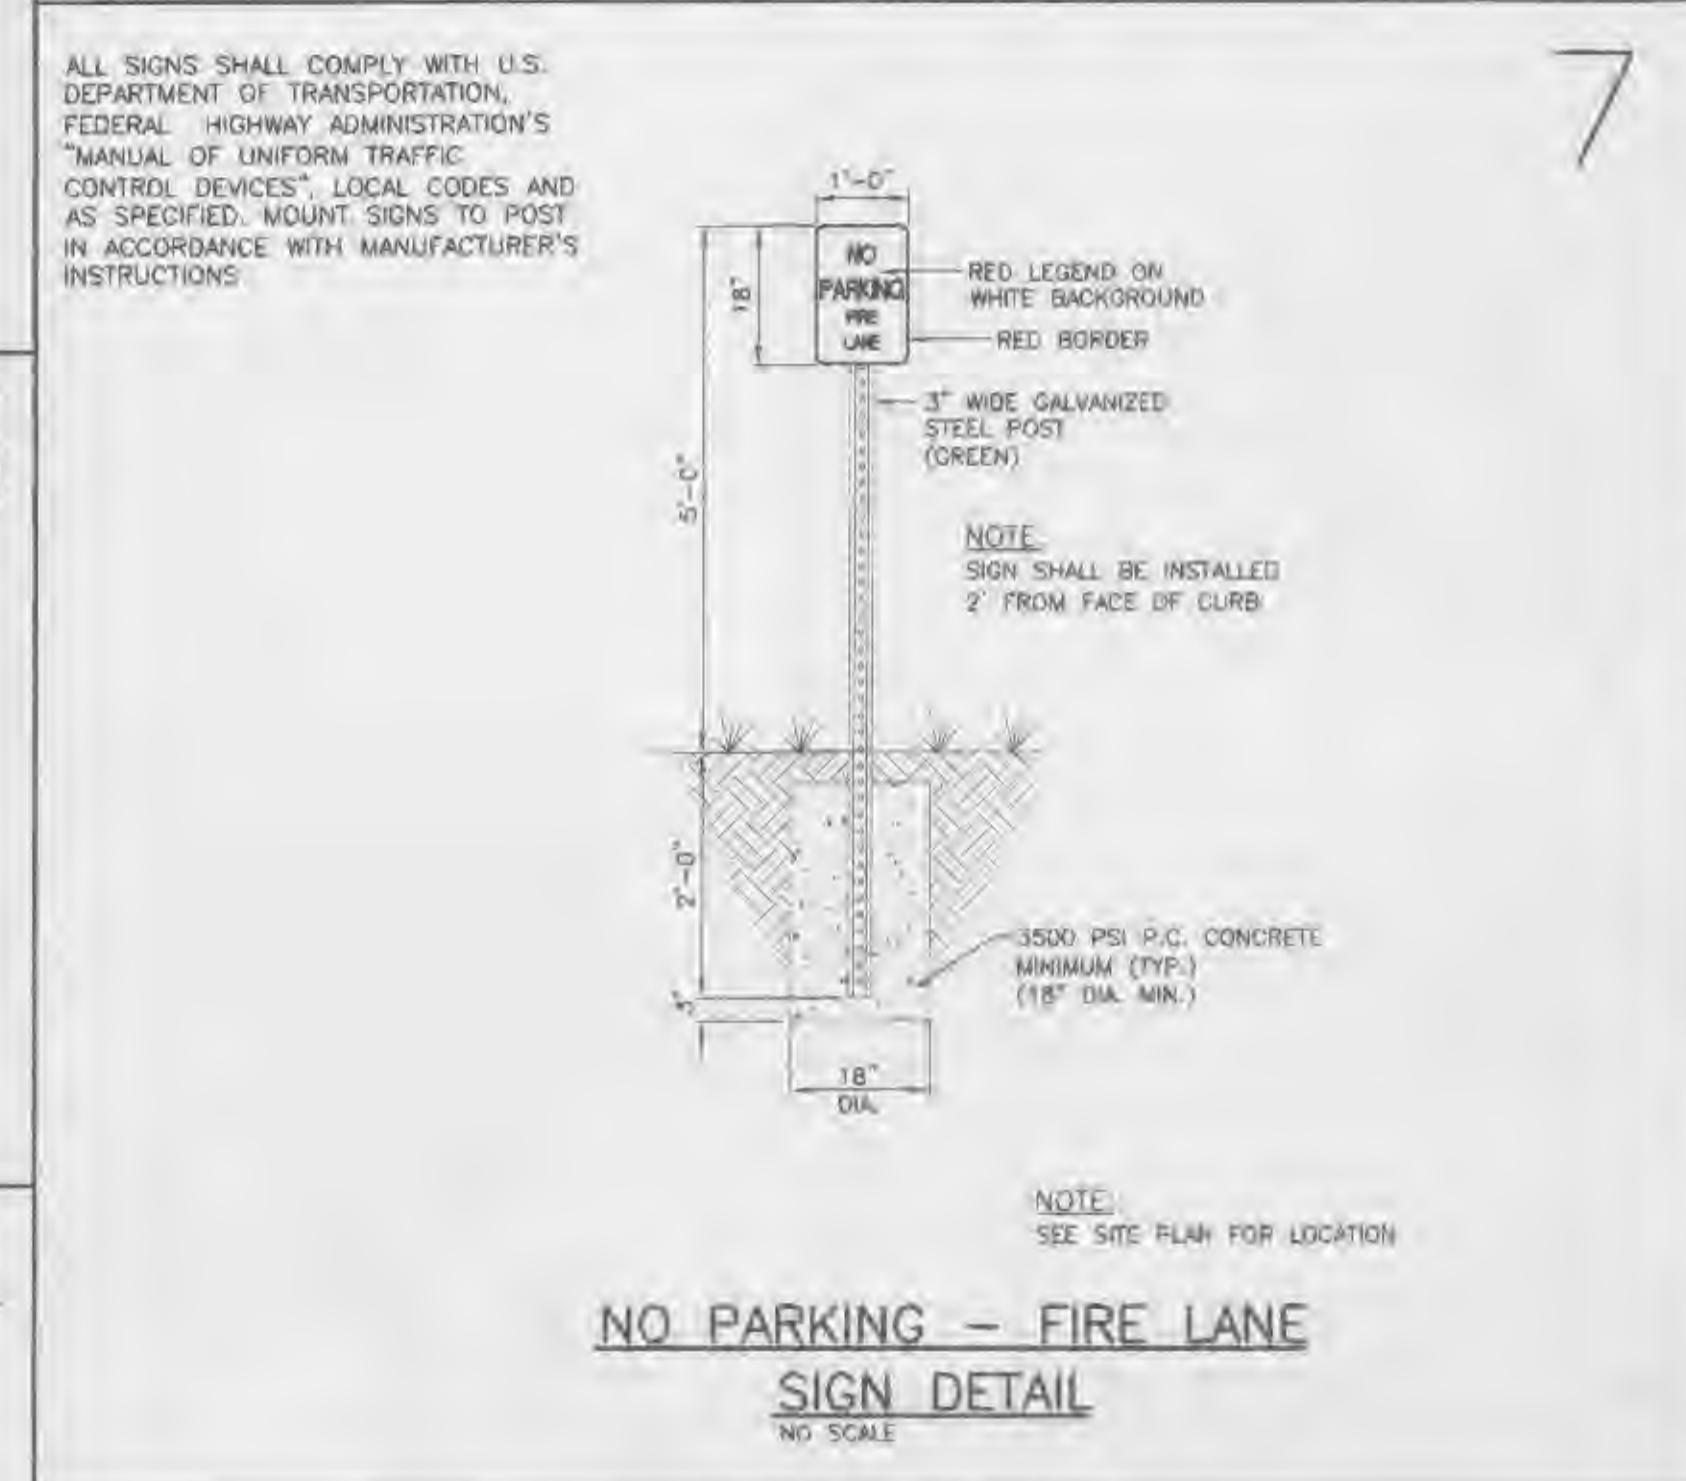 ALL SIGNS SHALL COMPLY WITH U.S.
DEPARTMENT OF TRANSPORTATION,
FEDERAL HIGHWAY ADMINISTRATION'S
"MANUAL OF UNIFORM TRAFFIC
CONTROL DEVICES", LOCAL CODES AND
AS SPECIFIED. MOUNT SIGNS TO POST
IN ACCORDANCE WITH MANUFACTURER'S
INSTRUCTIONS
7
1'-0"
18"
NO
PARKING
FIRE
LANE
RED LEGEND ON
WHITE BACKGROUND
RED BORDER
3" WIDE GALVANIZED
STEEL POST
(GREEN)
5'-0"
NOTE:
SIGN SHALL BE INSTALLED
2' FROM FACE OF CURB
2'-0"
3500 PSI P.C. CONCRETE
MINIMUM (TYP.)
(18" DIA. MIN.)
3"
18"
DIA.
NOTE:
SEE SITE PLAN FOR LOCATION
NO PARKING - FIRE LANE
SIGN DETAIL
NO SCALE